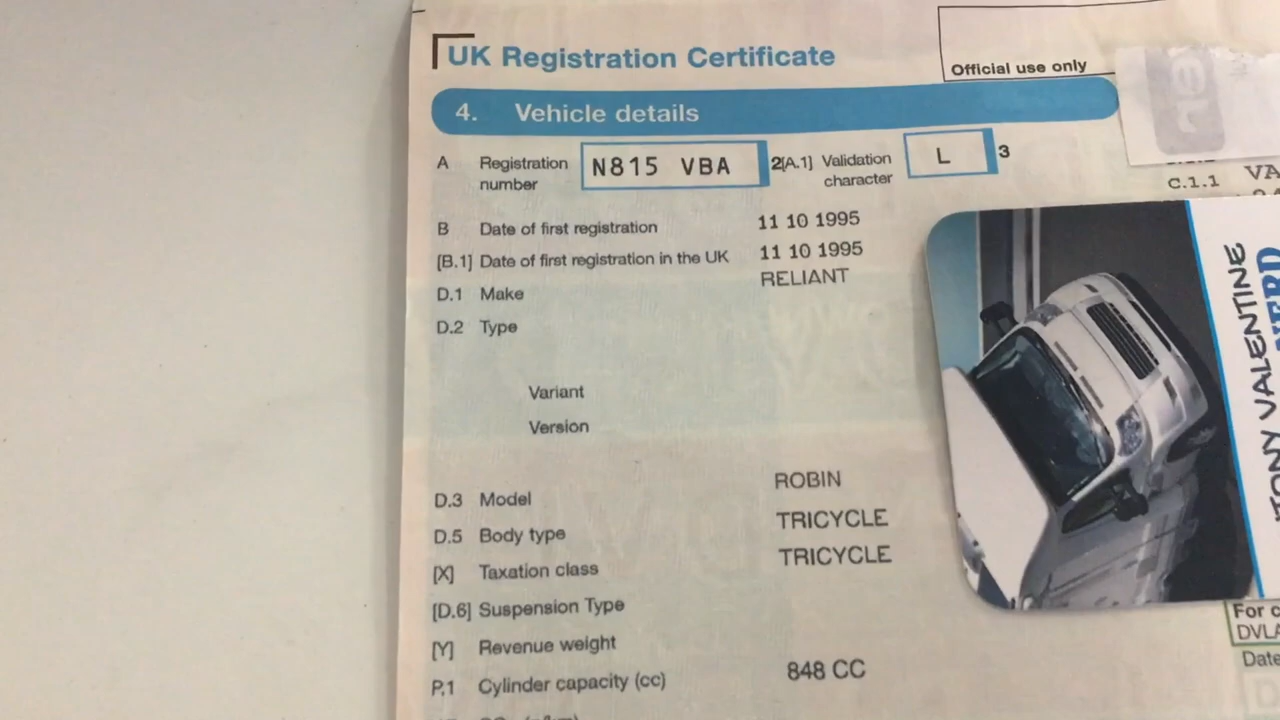 UK Registration Certificate
Official use only
4. Vehicle details
A Registration number N815 VBA 2[A.1] Validation character L 3
C.1.1 VA
B Date of first registration 11 10 1995
[B.1] Date of first registration in the UK 11 10 1995
D.1 Make RELIANT
D.2 Type
Variant
Version
D.3 Model ROBIN
D.5 Body type TRICYCLE
[X] Taxation class TRICYCLE
[D.6] Suspension Type
[Y] Revenue weight
P.1 Cylinder capacity (cc) 848 CC
TONY VALENTINE
For c
DVLA
Date